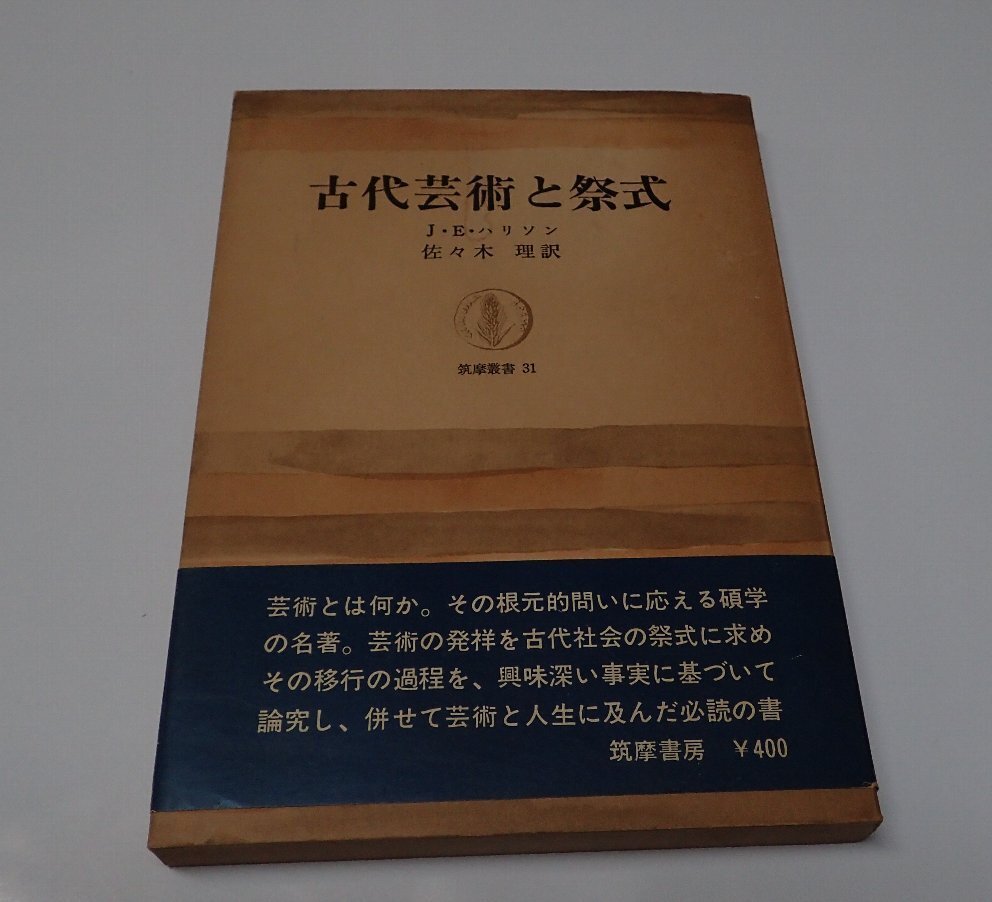 古代芸術と祭式
J・E・ハリソン
佐々木 理訳
筑摩叢書 31
芸術とは何か。その根元的問いに応える碩学
の名著。芸術の発祥を古代社会の祭式に求め
その移行の過程を、興味深い事実に基づいて
論究し、併せて芸術と人生に及んだ必読の書
筑摩書房 ￥400